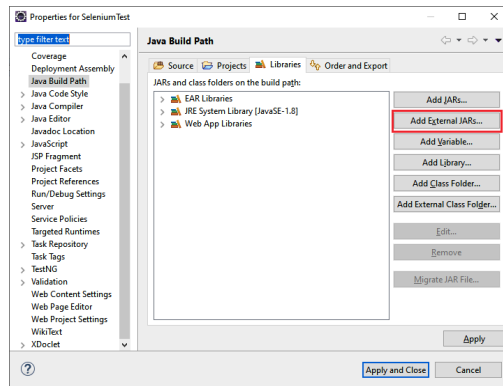 Properties for SeleniumTest
type filter text
Coverage
Deployment Assembly
Java Build Path
Java Code Style
Java Compiler
Java Editor
Javadoc Location
JavaScript
JSP Fragment
Project Facets
Project References
Run/Debug Settings
Server
Service Policies
Targeted Runtimes
Task Repository
Task Tags
TestNG
Validation
Web Content Settings
Web Page Editor
Web Project Settings
WikiText
XDoclet
Java Build Path
Source Projects Libraries Order and Export
JARs and class folders on the build path:
EAR Libraries
JRE System Library [JavaSE-1.8]
Web App Libraries
Add JARs...
Add External JARs...
Add Variable...
Add Library...
Add Class Folder...
Add External Class Folder...
Edit...
Remove
Migrate JAR File...
Apply
Apply and Close Cancel